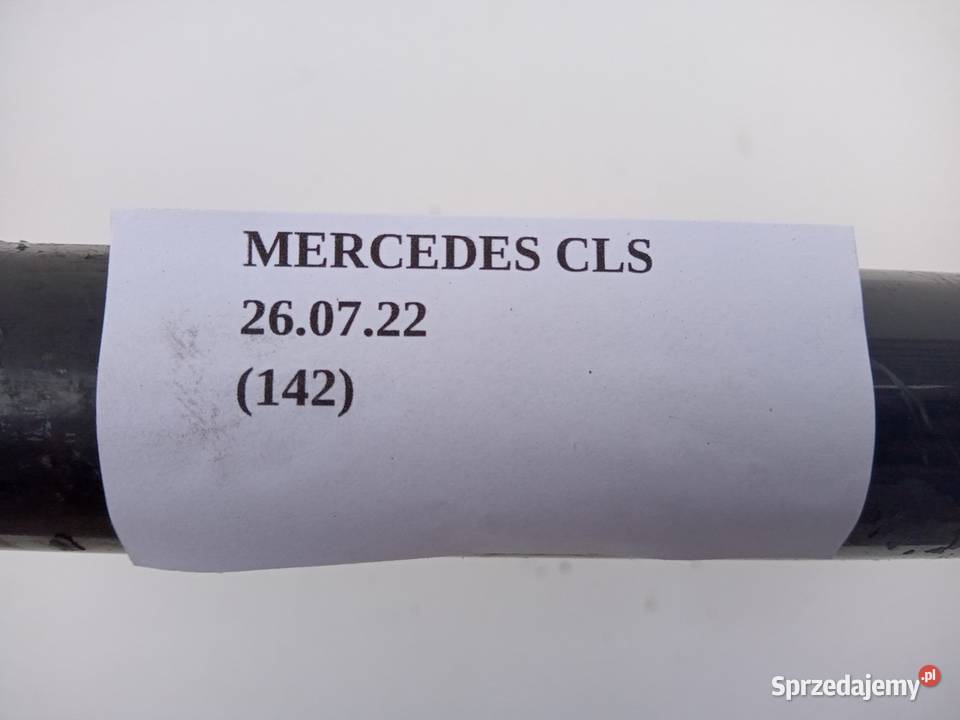 MERCEDES CLS
26.07.22
(142)
Sprzedajemy.pl